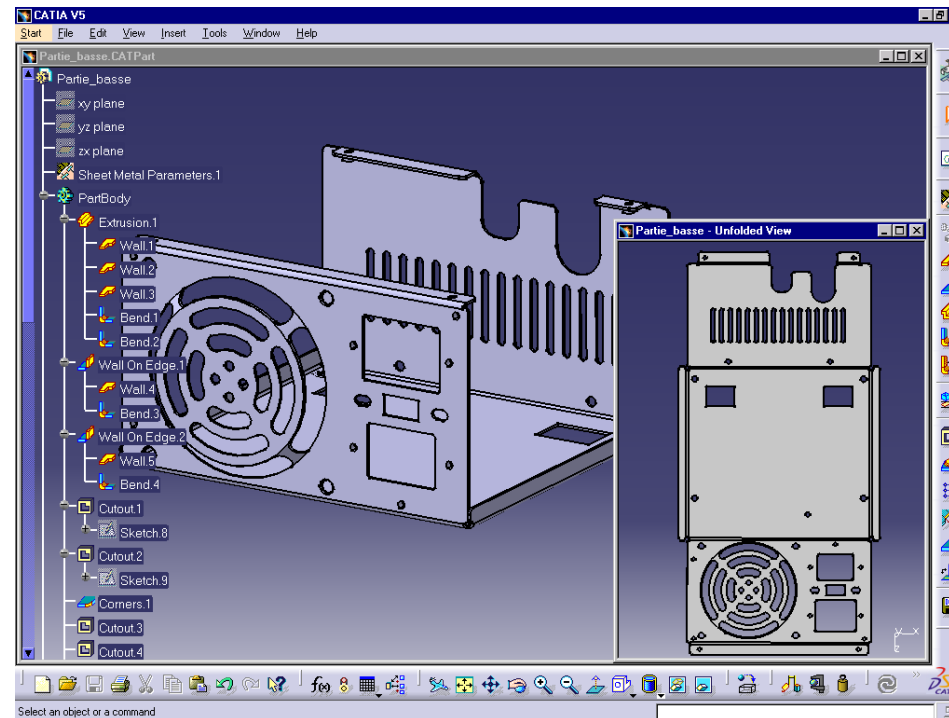 CATIA V5
Start File Edit View Insert Tools Window Help
Partie_basse.CATPart
Partie_basse
xy plane
yz plane
zx plane
Sheet Metal Parameters.1
PartBody
Extrusion.1
Wall.1
Wall.2
Wall.3
Bend.1
Bend.2
Wall On Edge.1
Wall.4
Bend.3
Wall On Edge.2
Wall.5
Bend.4
Cutout.1
Sketch.8
Cutout.2
Sketch.9
Corners.1
Cutout.3
Cutout.4
Partie_basse - Unfolded View
y x
z
f(x)
Select an object or a command